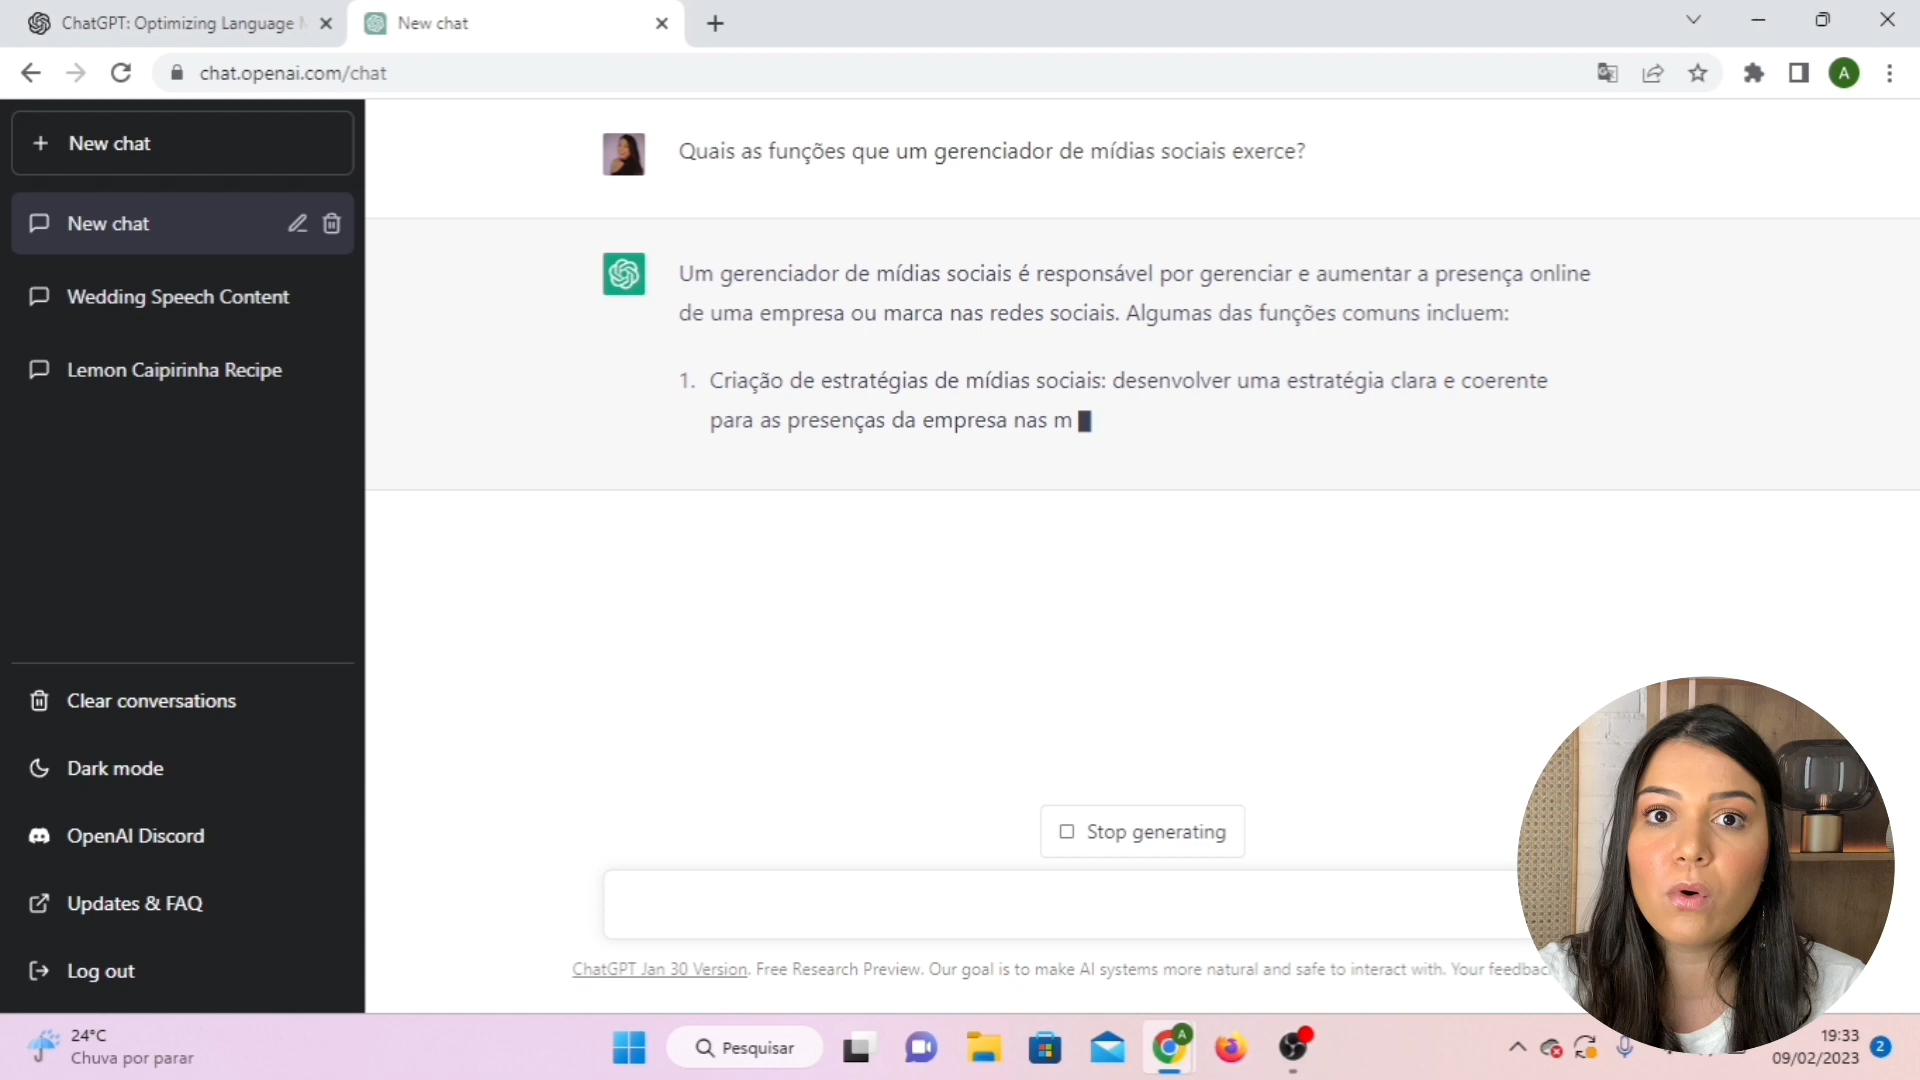 ChatGPT: Optimizing Language
New chat
chat.openai.com/chat
A
New chat
New chat
Wedding Speech Content
Lemon Caipirinha Recipe
Clear conversations
Dark mode
OpenAI Discord
Updates & FAQ
Log out
Quais as funções que um gerenciador de mídias sociais exerce?
Um gerenciador de mídias sociais é responsável por gerenciar e aumentar a presença online
de uma empresa ou marca nas redes sociais. Algumas das funções comuns incluem:
1. Criação de estratégias de mídias sociais: desenvolver uma estratégia clara e coerente
para as presenças da empresa nas m
Stop generating
ChatGPT Jan 30 Version. Free Research Preview. Our goal is to make AI systems more natural and safe to interact with. Your
24°C
Chuva por parar
Pesquisar
A
19:33
09/02/2023
2